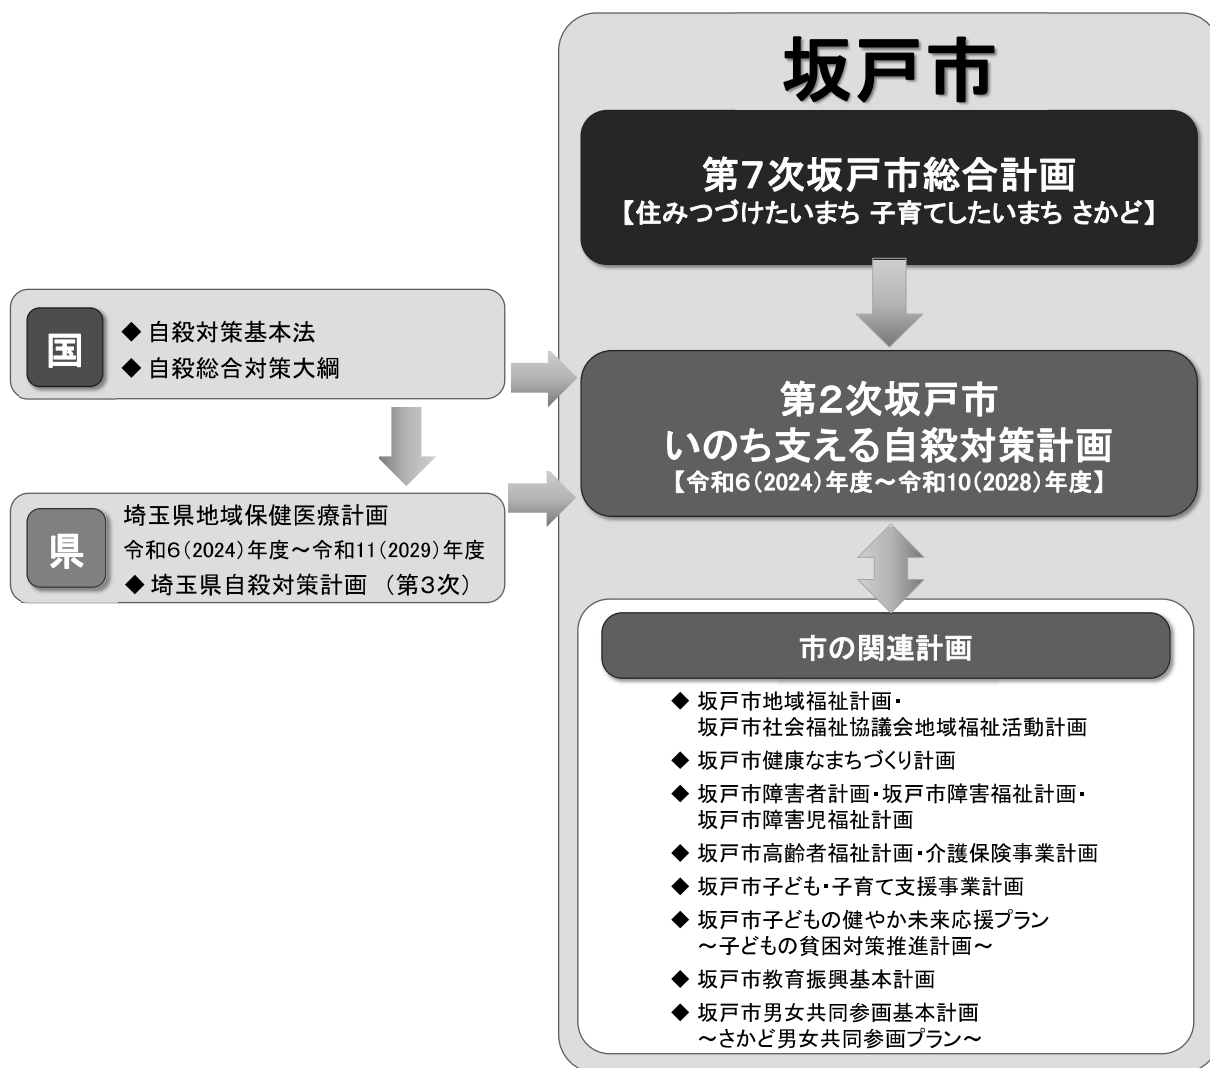 坂戸市
第7次坂戸市総合計画
【住みつづけたいまち 子育てしたいまち さかど】
国
◆ 自殺対策基本法
◆ 自殺総合対策大綱
第2次坂戸市
いのち支える自殺対策計画
【令和6(2024)年度～令和10(2028)年度】
県
埼玉県地域保健医療計画
令和6(2024)年度～令和11(2029)年度
◆ 埼玉県自殺対策計画 (第3次)
市の関連計画
◆ 坂戸市地域福祉計画・
坂戸市社会福祉協議会地域福祉活動計画
◆ 坂戸市健康なまちづくり計画
◆ 坂戸市障害者計画・坂戸市障害福祉計画・
坂戸市障害児福祉計画
◆ 坂戸市高齢者福祉計画・介護保険事業計画
◆ 坂戸市子ども・子育て支援事業計画
◆ 坂戸市子どもの健やか未来応援プラン
～子どもの貧困対策推進計画～
◆ 坂戸市教育振興基本計画
◆ 坂戸市男女共同参画基本計画
～さかど男女共同参画プラン～